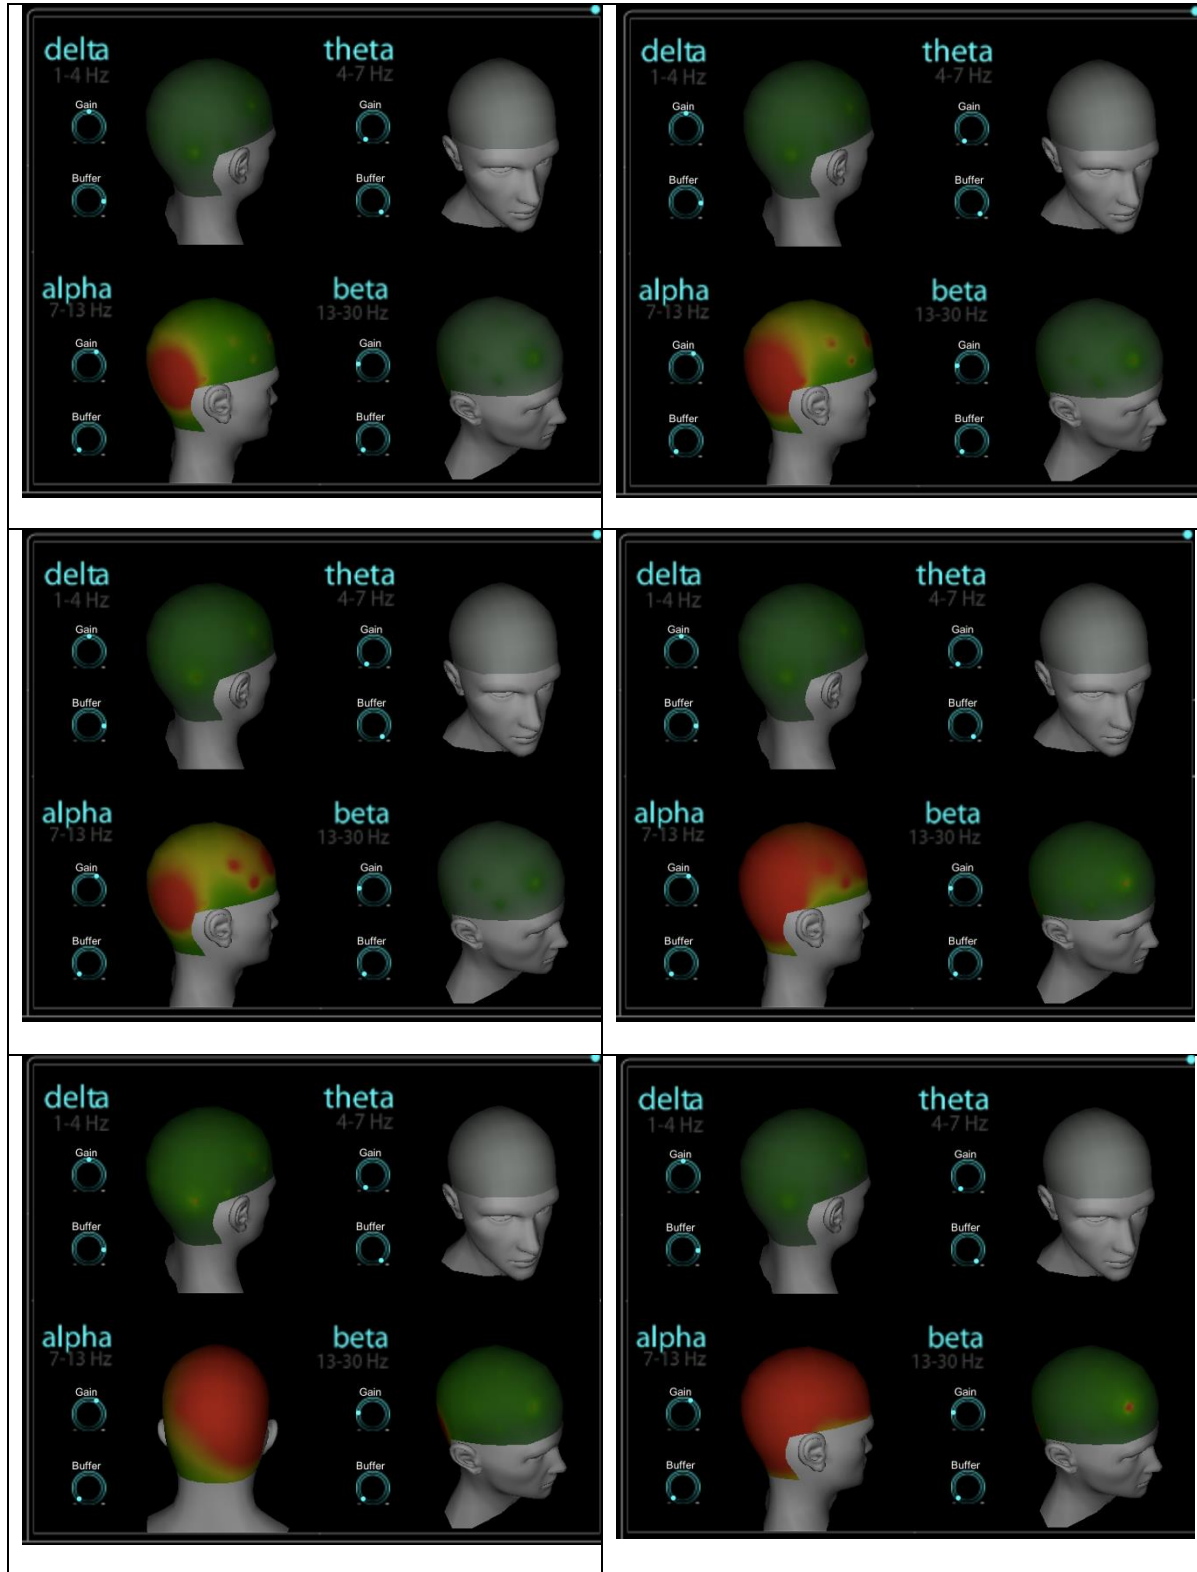 delta theta
1-4 Hz 4-7 Hz
Gain Gain
Buffer Buffer
alpha beta
7-13 Hz 13-30 Hz
Gain Gain
Buffer Buffer
delta theta
1-4 Hz 4-7 Hz
Gain Gain
Buffer Buffer
alpha beta
7-13 Hz 13-30 Hz
Gain Gain
Buffer Buffer
delta theta
1-4 Hz 4-7 Hz
Gain Gain
Buffer Buffer
alpha beta
7-13 Hz 13-30 Hz
Gain Gain
Buffer Buffer
delta theta
1-4 Hz 4-7 Hz
Gain Gain
Buffer Buffer
alpha beta
7-13 Hz 13-30 Hz
Gain Gain
Buffer Buffer
delta theta
1-4 Hz 4-7 Hz
Gain Gain
Buffer Buffer
alpha beta
7-13 Hz 13-30 Hz
Gain Gain
Buffer Buffer
delta theta
1-4 Hz 4-7 Hz
Gain Gain
Buffer Buffer
alpha beta
7-13 Hz 13-30 Hz
Gain Gain
Buffer Buffer